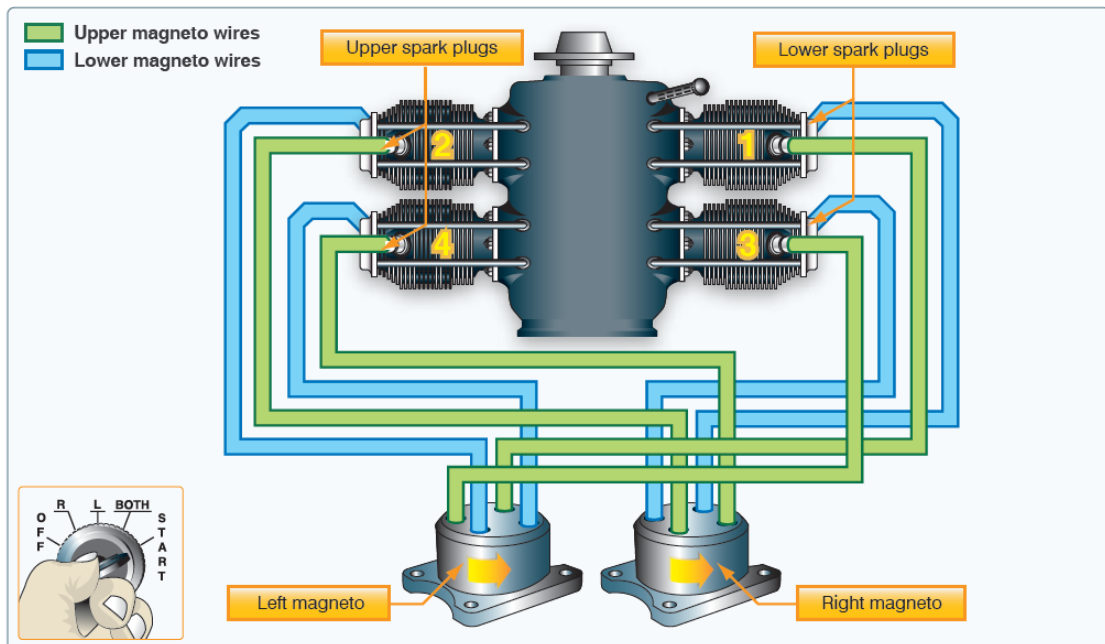 Upper magneto wires
Lower magneto wires
Upper spark plugs
Lower spark plugs
2
1
4
3
OFF
R
L
BOTH
START
Left magneto
Right magneto